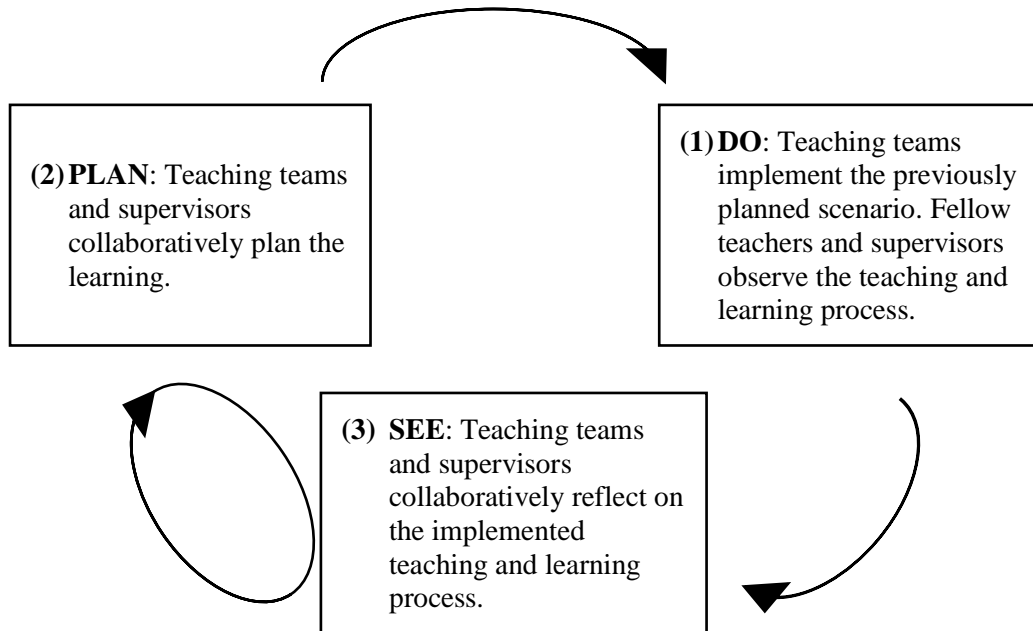 (2) PLAN: Teaching teams
and supervisors
collaboratively plan the
learning.
(1) DO: Teaching teams
implement the previously
planned scenario. Fellow
teachers and supervisors
observe the teaching and
learning process.
(3) SEE: Teaching teams
and supervisors
collaboratively reflect on
the implemented
teaching and learning
process.